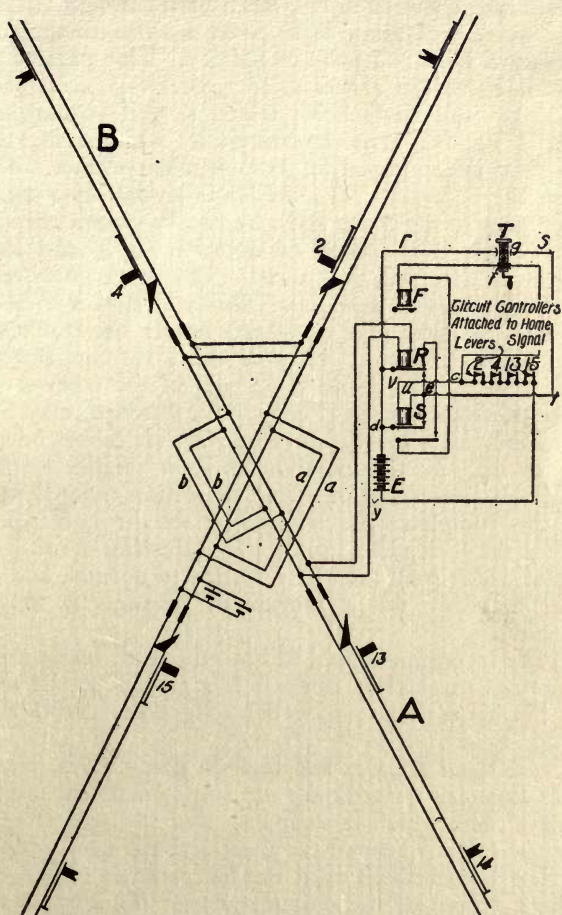 B
4
2
r
T
g
S
f
F
Circuit Controllers
Attached to Home
Levers Signal
R
c
2 4 13 15
v
u
e
S
d
E
y
b
b
a
a
13
15
A
14